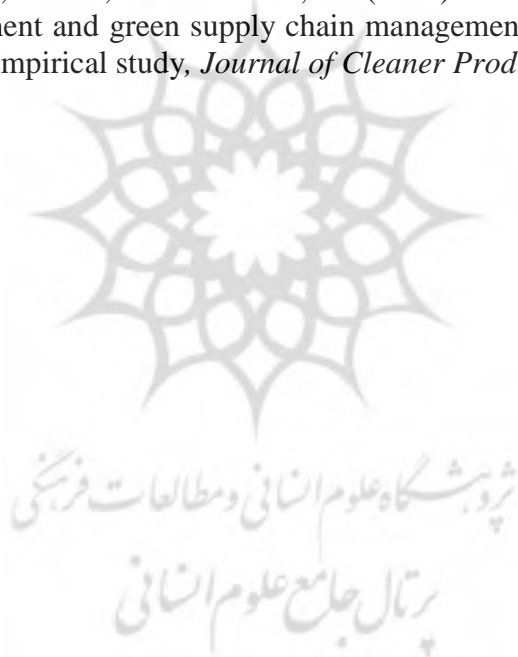 ment and green supply chain managemen
mpirical study, Journal of Cleaner Prod
پژوهشگاه علوم انسانی و مطالعات فرهنگی
پرتال جامع علوم انسانی